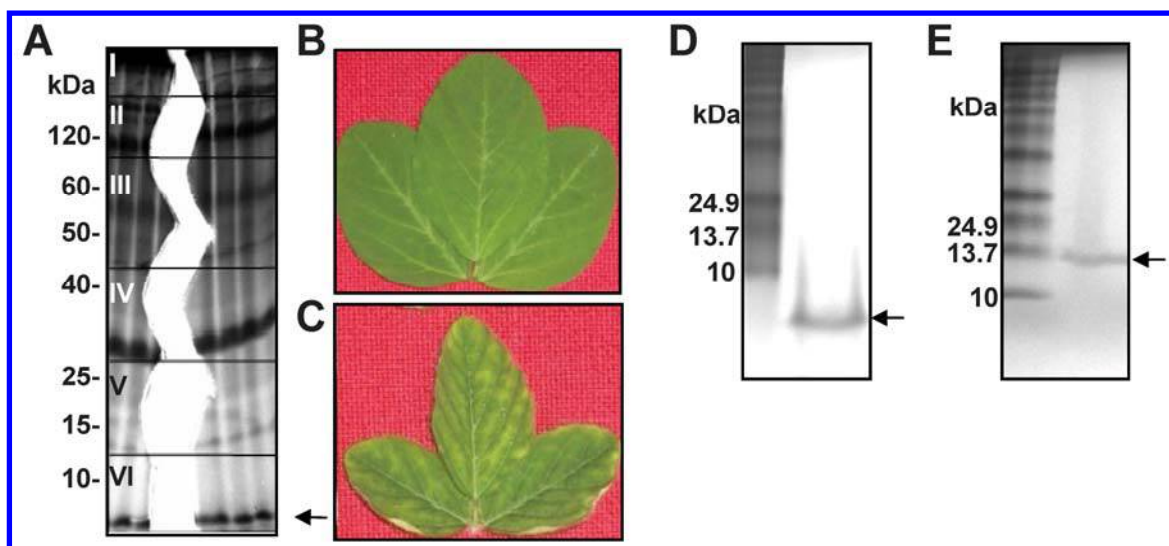 A
kDa
120-
60-
50-
40-
25-
15-
10-
I
II
III
IV
V
VI
B
C
D
kDa
24.9
13.7
10
E
kDa
24.9
13.7
10